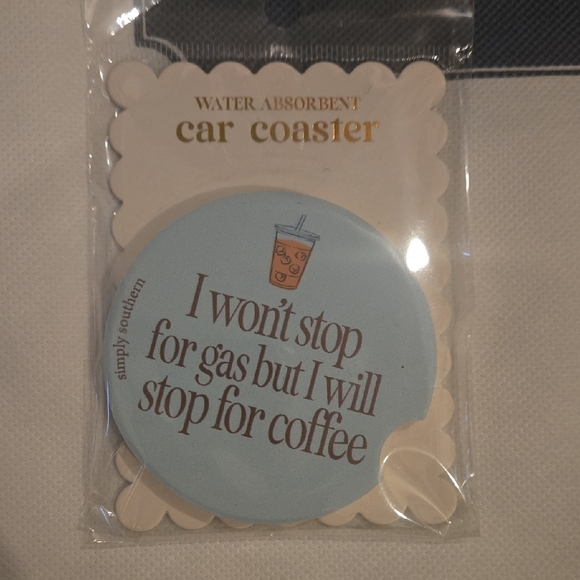 WATER ABSORBENT
car coaster
simply southern
I won't stop
for gas but I will
stop for coffee